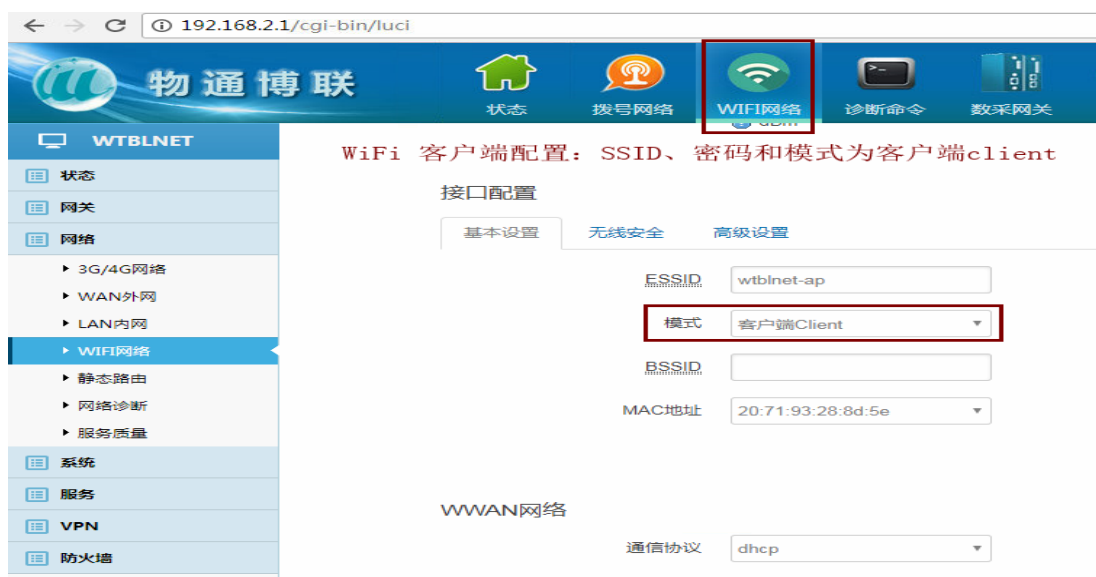 192.168.2.1/cgi-bin/luci
物通博联
状态 拨号网络 WIFI网络 诊断命令 数采网关
WTBLNET
WiFi 客户端配置：SSID、密码和模式为客户端client
状态
接口配置
网关
基本设置 无线安全 高级设置
网络
3G/4G网络
ESSID wtblnet-ap
WAN外网
LAN内网
模式 客户端Client
WIFI网络
BSSID
静态路由
网络诊断
MAC地址 20:71:93:28:8d:5e
服务质量
系统
服务
WWAN网络
VPN
通信协议 dhcp
防火墙